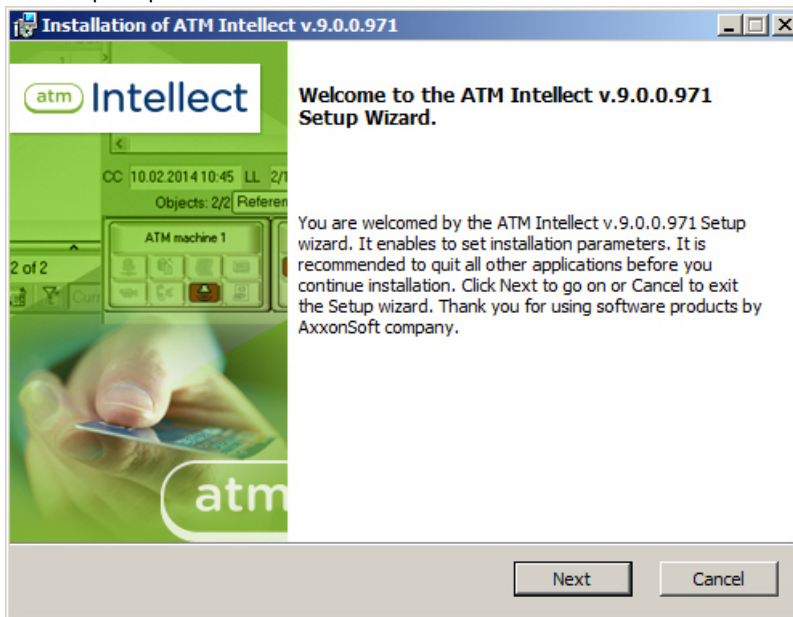 Installation of ATM Intellect v.9.0.0.971
atm Intellect
Welcome to the ATM Intellect v.9.0.0.971
Setup Wizard.
CC 10.02.2014 10:45 LL 2/1
Objects: 2/2 Referen
ATM machine 1
2 of 2
Curr
You are welcomed by the ATM Intellect v.9.0.0.971 Setup
wizard. It enables to set installation parameters. It is
recommended to quit all other applications before you
continue installation. Click Next to go on or Cancel to exit
the Setup wizard. Thank you for using software products by
AxxonSoft company.
atm
Next Cancel